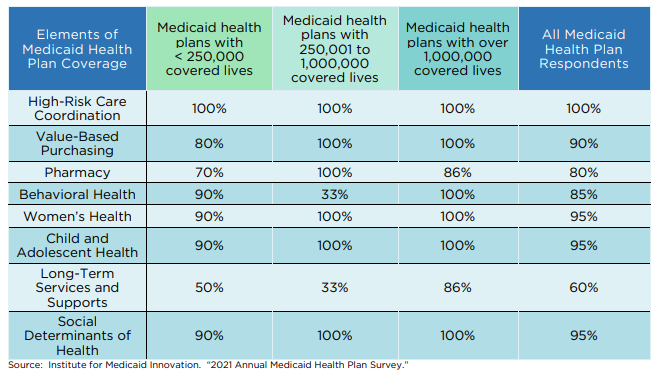 Elements of
Medicaid Health
Plan Coverage
Medicaid health
plans with
< 250,000
covered lives
Medicaid health
plans with
250,001 to
1,000,000
covered lives
Medicaid health
plans with over
1,000,000
covered lives
All Medicaid
Health Plan
Respondents
High-Risk Care
Coordination
100% 100% 100% 100%
Value-Based
Purchasing
80% 100% 100% 90%
Pharmacy 70% 100% 86% 80%
Behavioral Health 90% 33% 100% 85%
Women's Health 90% 100% 100% 95%
Child and
Adolescent Health
90% 100% 100% 95%
Long-Term
Services and
Supports
50% 33% 86% 60%
Social
Determinants of
Health
90% 100% 100% 95%
Source: Institute for Medicaid Innovation. "2021 Annual Medicaid Health Plan Survey."